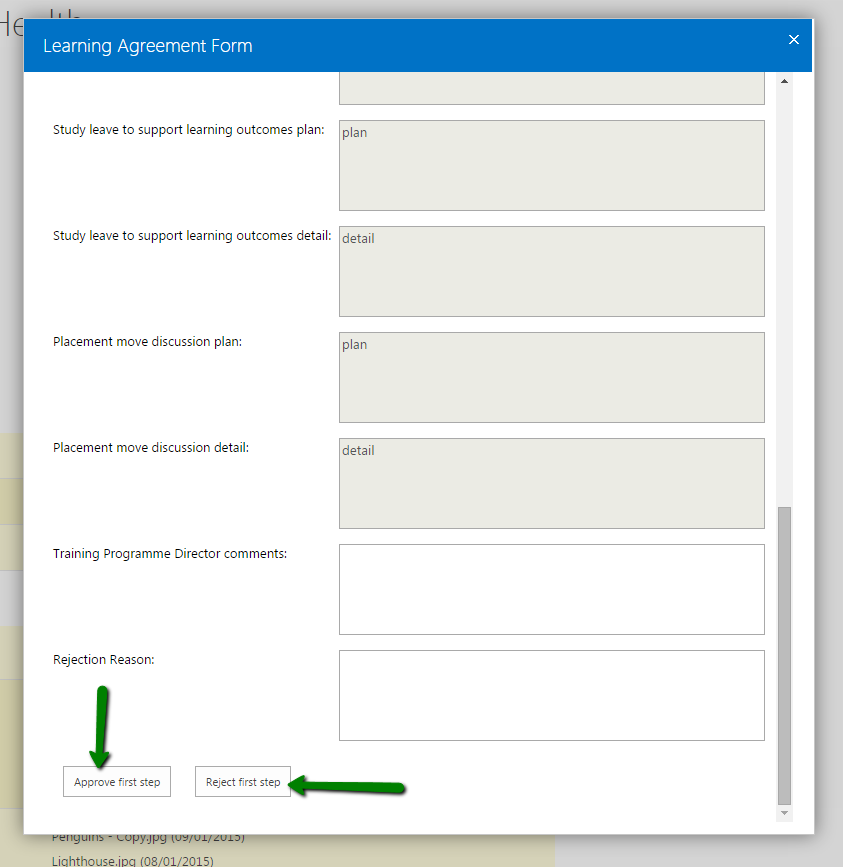 Learning Agreement Form
Study leave to support learning outcomes plan:
plan
Study leave to support learning outcomes detail:
detail
Placement move discussion plan:
plan
Placement move discussion detail:
detail
Training Programme Director comments:
Rejection Reason:
Approve first step
Reject first step
Penguins - Copy.jpg (09/01/2015)
Lighthouse.jpg (08/01/2015)